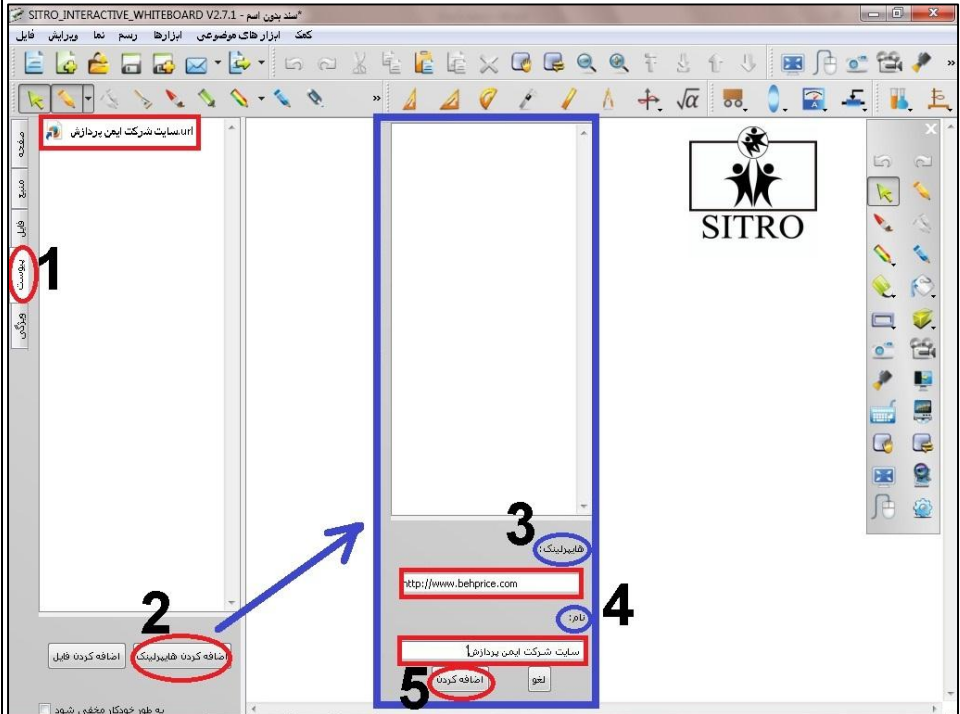 SITRO_INTERACTIVE_WHITEBOARD V2.7.1 - سند بدون اسم*
فایل ویرایش نما رسم ابزارها ابزار های موضوعی کمک
صفحه
منبع
فایل
پیوست
ویژگی
سایت شرکت ایمن پردازش.url
1
SITRO
2
اضافه کردن فایل
اضافه کردن هایپرلینک
به طور خودکار مخفی شود
3
هایپرلینک:
http://www.behprice.com
4
نام:
سایت شرکت ایمن پردازش
5
اضافه کردن
لغو